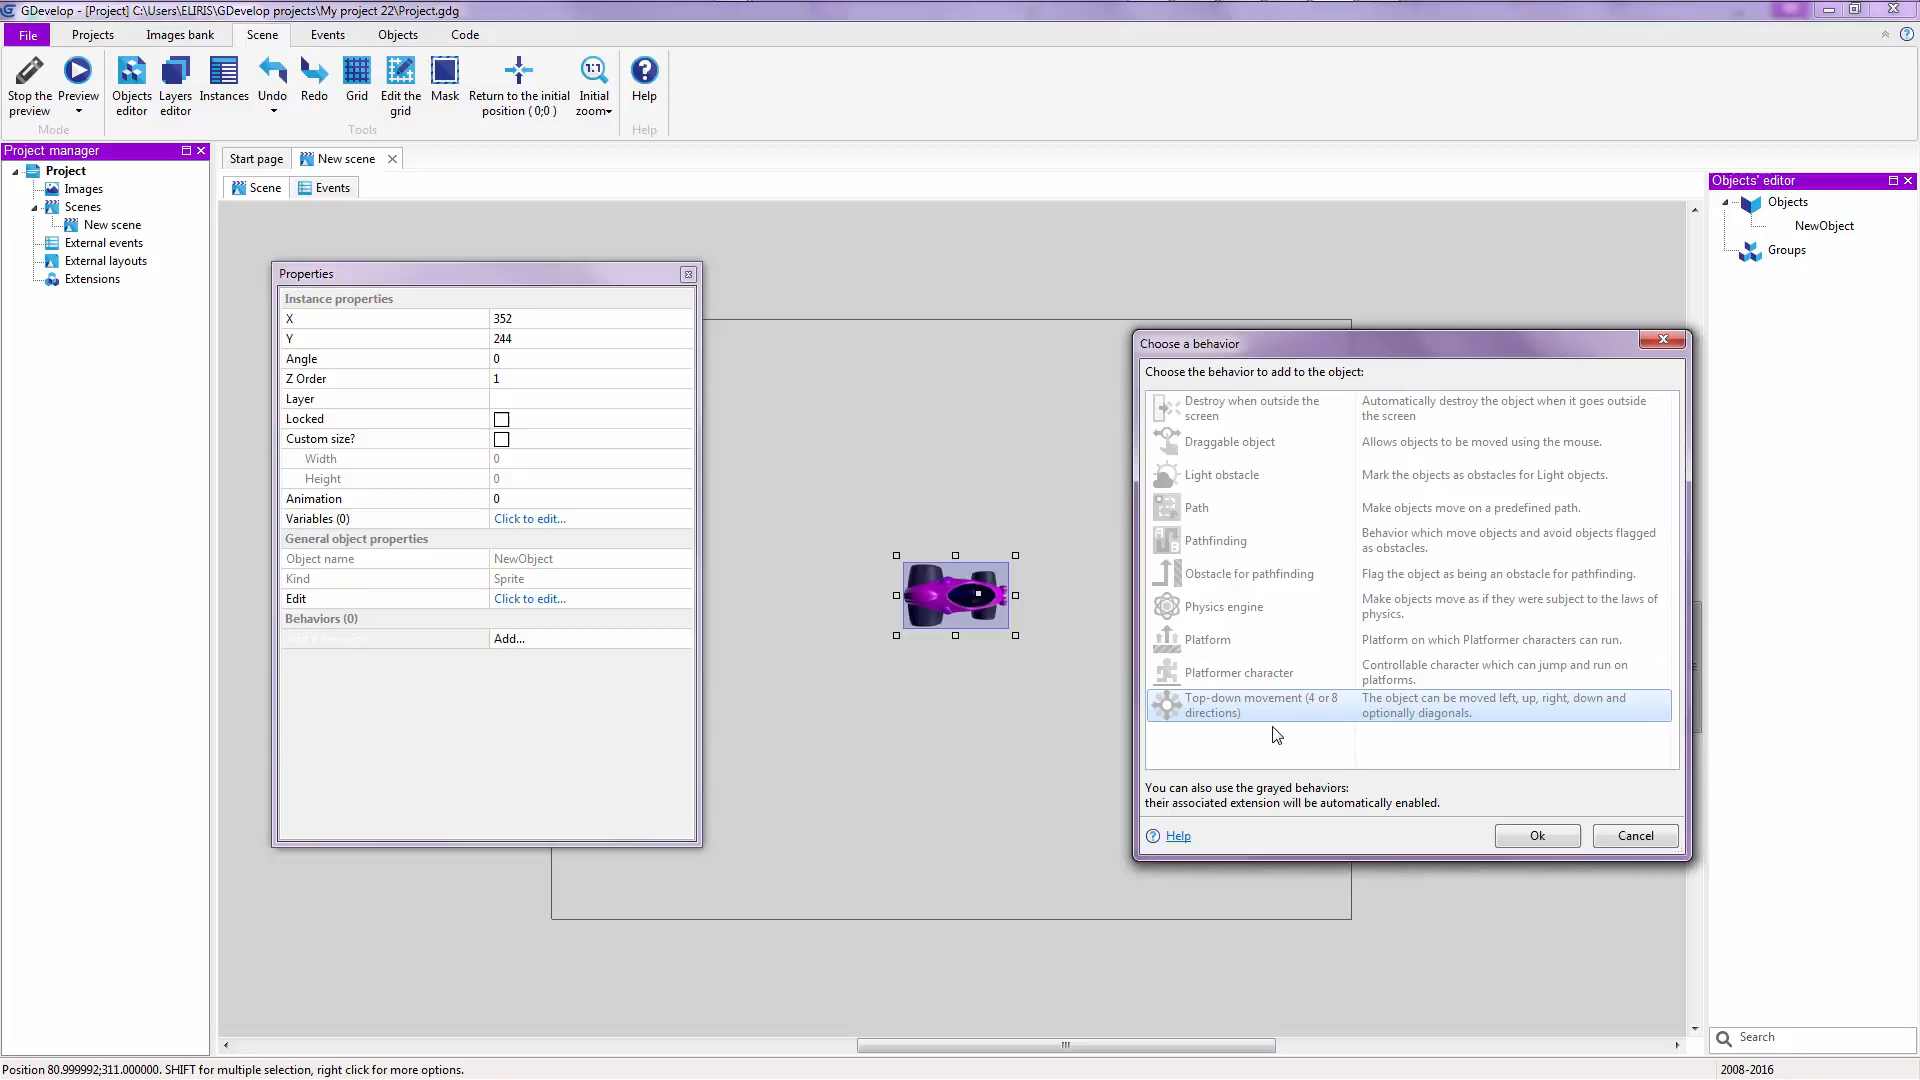 GDevelop - [Project] C:\Users\ELIRIS\GDevelop projects\My project 22\Project.gdg
File Projects Images bank Scene Events Objects Code
Stop the preview
Preview
Objects editor
Layers editor
Instances
Undo
Redo
Grid
Edit the grid
Mask
Return to the initial position ( 0;0 )
Initial zoom
Help
Mode
Tools
Help
Project manager
Project
Images
Scenes
New scene
External events
External layouts
Extensions
Start page New scene
Scene Events
Properties
Instance properties
X 352
Y 244
Angle 0
Z Order 1
Layer
Locked
Custom size?
Width 0
Height 0
Animation 0
Variables (0) Click to edit...
General object properties
Object name NewObject
Kind Sprite
Edit Click to edit...
Behaviors (0)
Add a behavior Add...
Choose a behavior
Choose the behavior to add to the object:
Destroy when outside the screen
Automatically destroy the object when it goes outside the screen
Draggable object Allows objects to be moved using the mouse.
Light obstacle Mark the objects as obstacles for Light objects.
Path Make objects move on a predefined path.
Pathfinding Behavior which move objects and avoid objects flagged as obstacles.
Obstacle for pathfinding Flag the object as being an obstacle for pathfinding.
Physics engine Make objects move as if they were subject to the laws of physics.
Platform Platform on which Platformer characters can run.
Platformer character Controllable character which can jump and run on platforms.
Top-down movement (4 or 8 directions) The object can be moved left, up, right, down and optionally diagonals.
You can also use the grayed behaviors:
their associated extension will be automatically enabled.
Help Ok Cancel
Objects' editor
Objects
NewObject
Groups
Search
Position 80.999992;311.000000. SHIFT for multiple selection, right click for more options.
2008-2016